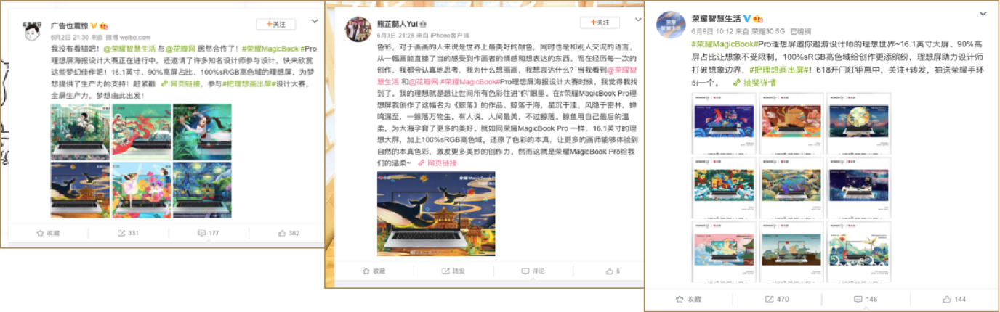 广告也震惊
+关注
6月2日 21:30 来自 微博 weibo.com
我没有看错吧！@荣耀智慧生活 与@花瓣网 居然合作了！#荣耀MagicBook #Pro
理想屏海报设计大赛正在进行中，还邀请了许多知名设计师参与设计，快来欣赏
这些梦幻佳作吧！16.1英寸，90%高屏占比、100%sRGB高色域的理想屏，为梦
想提供了生产力的支持！赶紧戳 网页链接，参与#把理想画出屏#设计大赛，
全屏生产力，梦想由此出发！
收藏
331
177
382
熊芷懿人Yui
+关注
6月3日 21:28 来自 iPhone客户端
色彩，对于画画的人来说是世界上最美好的颜色，同时也是和别人交流的语言。
从一幅画能直接了当的感受到作画者的情感和想表达的东西，而在经历每一次的
创作，我都会认真地思考，我为什么想画画，我想表达什么？当我看到@荣耀智
慧生活 和@花瓣网 #荣耀MagicBook#Pro理想屏海报设计大赛时候，我觉得我找
到了，我的理想就是想让世间所有色彩住进“你”眼里。在#荣耀MagicBook Pro理
想屏我创作了这幅名为《鲸落》的作品。鲸落于海，星沉于洼。风隐于密林，蝉
鸣漏至，一鲸落万物生。有人说，人间最美，不过鲸落。鲸鱼用自己最后的温
柔，为大海孕育了更多的美好。就如同荣耀MagicBook Pro 一样，16.1英寸的理
想大屏，加上100%sRGB高色域，还原了色彩的本真，让更多的画师能够体验到
自然的本真色彩，激发更多美妙的创作力，然而这就是荣耀MagicBook Pro给我
们的温柔~ 网页链接
收藏
转发
评论
6
荣耀智慧生活
6月9日 10:12 来自 荣耀30 5G 已编辑
#荣耀MagicBook#Pro理想屏邀你遨游设计师的理想世界~16.1英寸大屏、90%高
屏占比让想象不受限制，100%sRGB高色域给创作更添缤纷，理想屏助力设计师
打破想象边界，#把理想画出屏#！618开门红钜惠中，关注+转发，抽送荣耀手环
5i一个。 抽奖详情
收藏
470
146
144